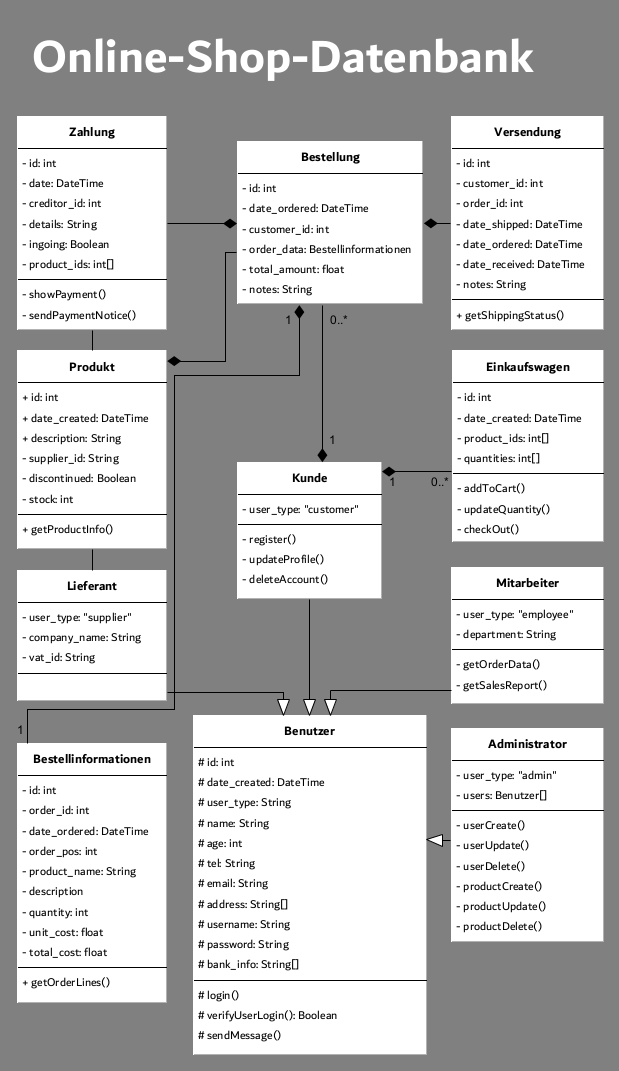 Online-Shop-Datenbank
Zahlung
- id: int
- date: DateTime
- creditor_id: int
- details: String
- ingoing: Boolean
- product_ids: int[]
- showPayment()
- sendPaymentNotice()
Bestellung
- id: int
- date_ordered: DateTime
- customer_id: int
- order_data: Bestellinformationen
- total_amount: float
- notes: String
Versendung
- id: int
- customer_id: int
- order_id: int
- date_shipped: DateTime
- date_ordered: DateTime
- date_received: DateTime
- notes: String
+ getShippingStatus()
1
0..*
Produkt
+ id: int
+ date_created: DateTime
+ description: String
- supplier_id: String
- discontinued: Boolean
- stock: int
+ getProductInfo()
1
Kunde
- user_type: "customer"
- register()
- updateProfile()
- deleteAccount()
1
0..*
Einkaufswagen
- id: int
- date_created: DateTime
- product_ids: int[]
- quantities: int[]
- addToCart()
- updateQuantity()
- checkOut()
Lieferant
- user_type: "supplier"
- company_name: String
- vat_id: String
Mitarbeiter
- user_type: "employee"
- department: String
- getOrderData()
- getSalesReport()
1
Bestellinformationen
- id: int
- order_id: int
- date_ordered: DateTime
- order_pos: int
- product_name: String
- description
- quantity: int
- unit_cost: float
- total_cost: float
+ getOrderLines()
Benutzer
# id: int
# date_created: DateTime
# user_type: String
# name: String
# age: int
# tel: String
# email: String
# address: String[]
# username: String
# password: String
# bank_info: String[]
# login()
# verifyUserLogin(): Boolean
# sendMessage()
Administrator
- user_type: "admin"
- users: Benutzer[]
- userCreate()
- userUpdate()
- userDelete()
- productCreate()
- productUpdate()
- productDelete()